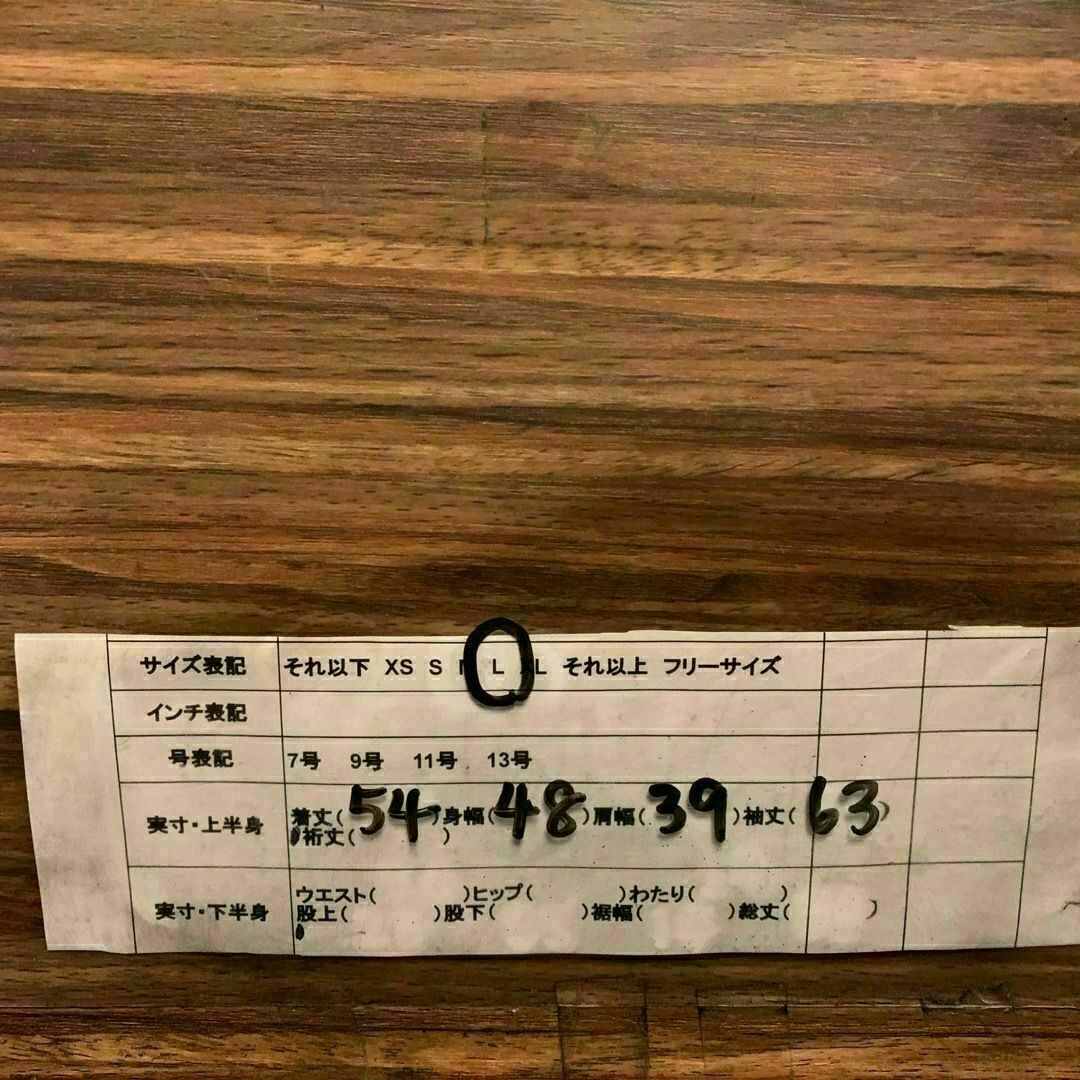 サイズ表記 それ以下 XS S M L XL それ以上 フリーサイズ
インチ表記
号表記 7号 9号 11号 13号
実寸・上半身 着丈(54)身幅(48)肩幅(39)袖丈(63)
裄丈( )
実寸・下半身 ウエスト( )ヒップ( )わたり( )
股上( )股下( )裾幅( )総丈( )